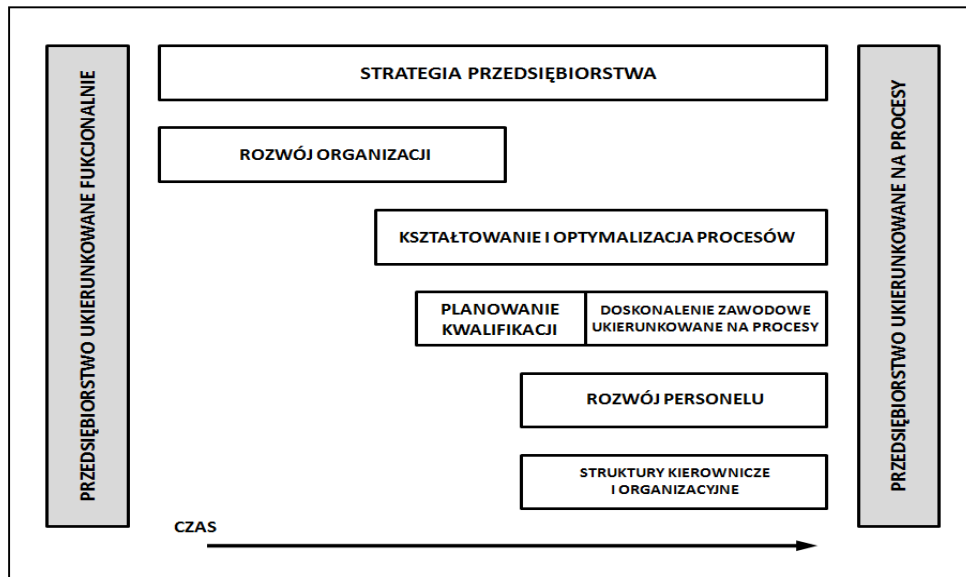 PRZEDSIĘBIORSTWO UKIERUNKOWANE FUKCJONALNIE
STRATEGIA PRZEDSIĘBIORSTWA
ROZWÓJ ORGANIZACJI
KSZTAŁTOWANIE I OPTYMALIZACJA PROCESÓW
PLANOWANIE
KWALIFIKACJI
DOSKONALENIE ZAWODOWE
UKIERUNKOWANE NA PROCESY
ROZWÓJ PERSONELU
STRUKTURY KIEROWNICZE
I ORGANIZACYJNE
CZAS
PRZEDSIĘBIORSTWO UKIERUNKOWANE NA PROCESY